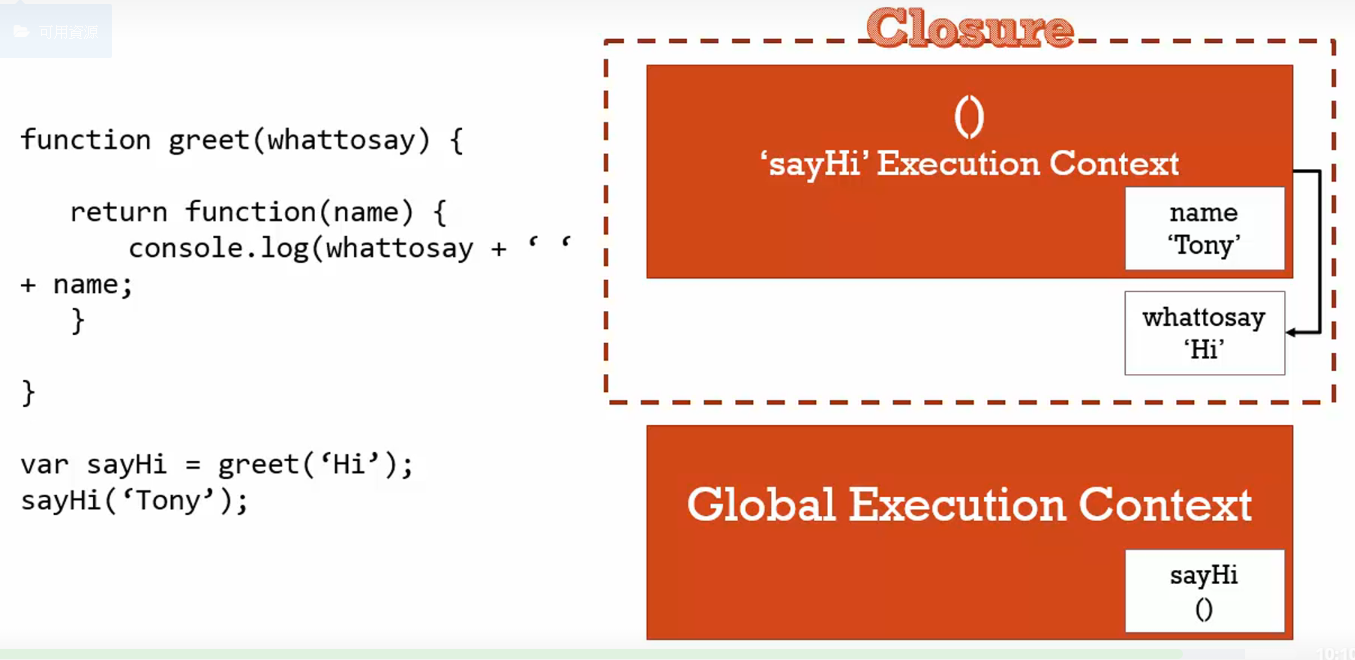 可用資源
Closure
function greet(whattosay) {
return function(name) {
console.log(whattosay + ‘ ‘
+ name;
}
}
var sayHi = greet(‘Hi’);
sayHi(‘Tony’);
()
‘sayHi’ Execution Context
name
‘Tony’
whattosay
‘Hi’
Global Execution Context
sayHi
()